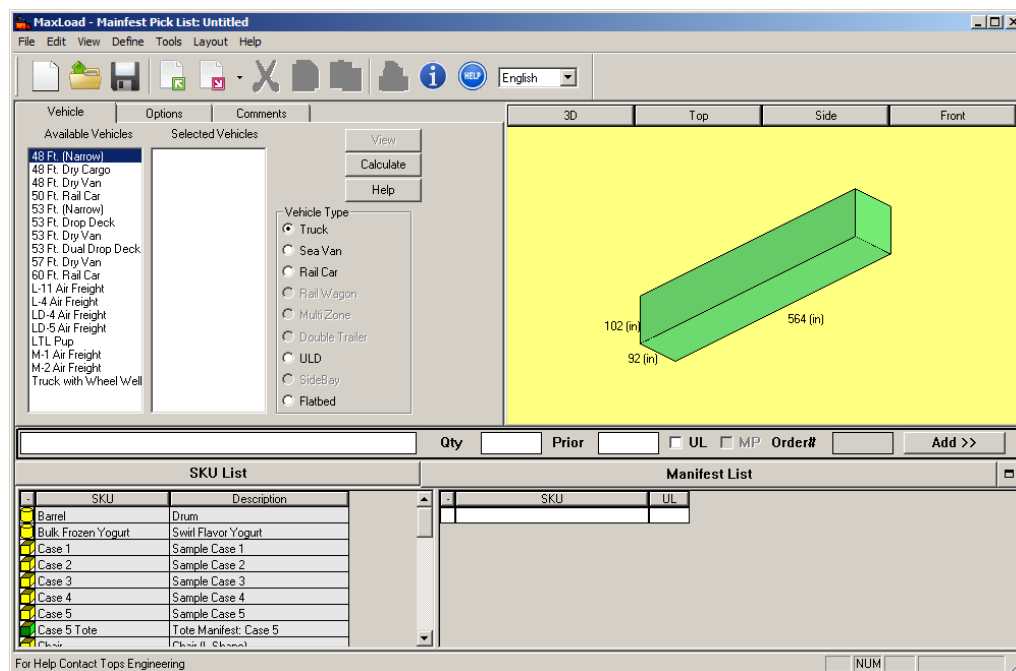 MaxLoad - Mainfest Pick List: Untitled
File Edit View Define Tools Layout Help
HELP English
Vehicle Options Comments
Available Vehicles Selected Vehicles
48 Ft. (Narrow)
48 Ft. Dry Cargo
48 Ft. Dry Van
50 Ft. Rail Car
53 Ft. (Narrow)
53 Ft. Drop Deck
53 Ft. Dry Van
53 Ft. Dual Drop Deck
57 Ft. Dry Van
60 Ft. Rail Car
L-11 Air Freight
L-4 Air Freight
LD-4 Air Freight
LD-5 Air Freight
LTL Pup
M-1 Air Freight
M-2 Air Freight
Truck with Wheel Well
View
Calculate
Help
Vehicle Type
Truck
Sea Van
Rail Car
Rail Wagon
Multi Zone
Double Trailer
ULD
SideBay
Flatbed
3D Top Side Front
102 (in)
92 (in)
564 (in)
Qty Prior UL MP Order# Add >>
SKU List Manifest List
- SKU Description
Barrel Drum
Bulk Frozen Yogurt Swirl Flavor Yogurt
Case 1 Sample Case 1
Case 2 Sample Case 2
Case 3 Sample Case 3
Case 4 Sample Case 4
Case 5 Sample Case 5
Case 5 Tote Tote Manifest: Case 5
Chair Chair (L Shape)
- SKU UL
For Help Contact Tops Engineering NUM